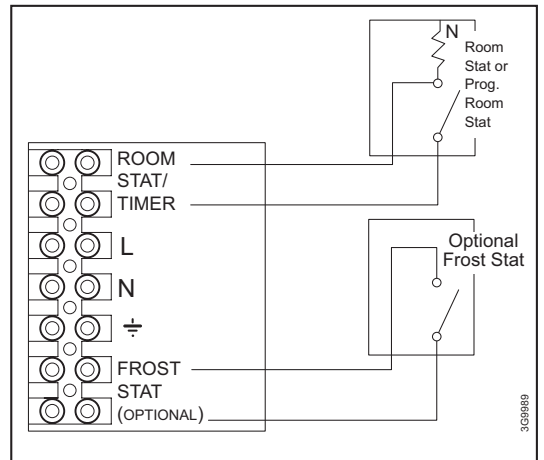 N
Room
Stat or
Prog.
Room
Stat
ROOM
STAT/
TIMER
L
N
Optional
Frost Stat
FROST
STAT
(OPTIONAL)
3G9989